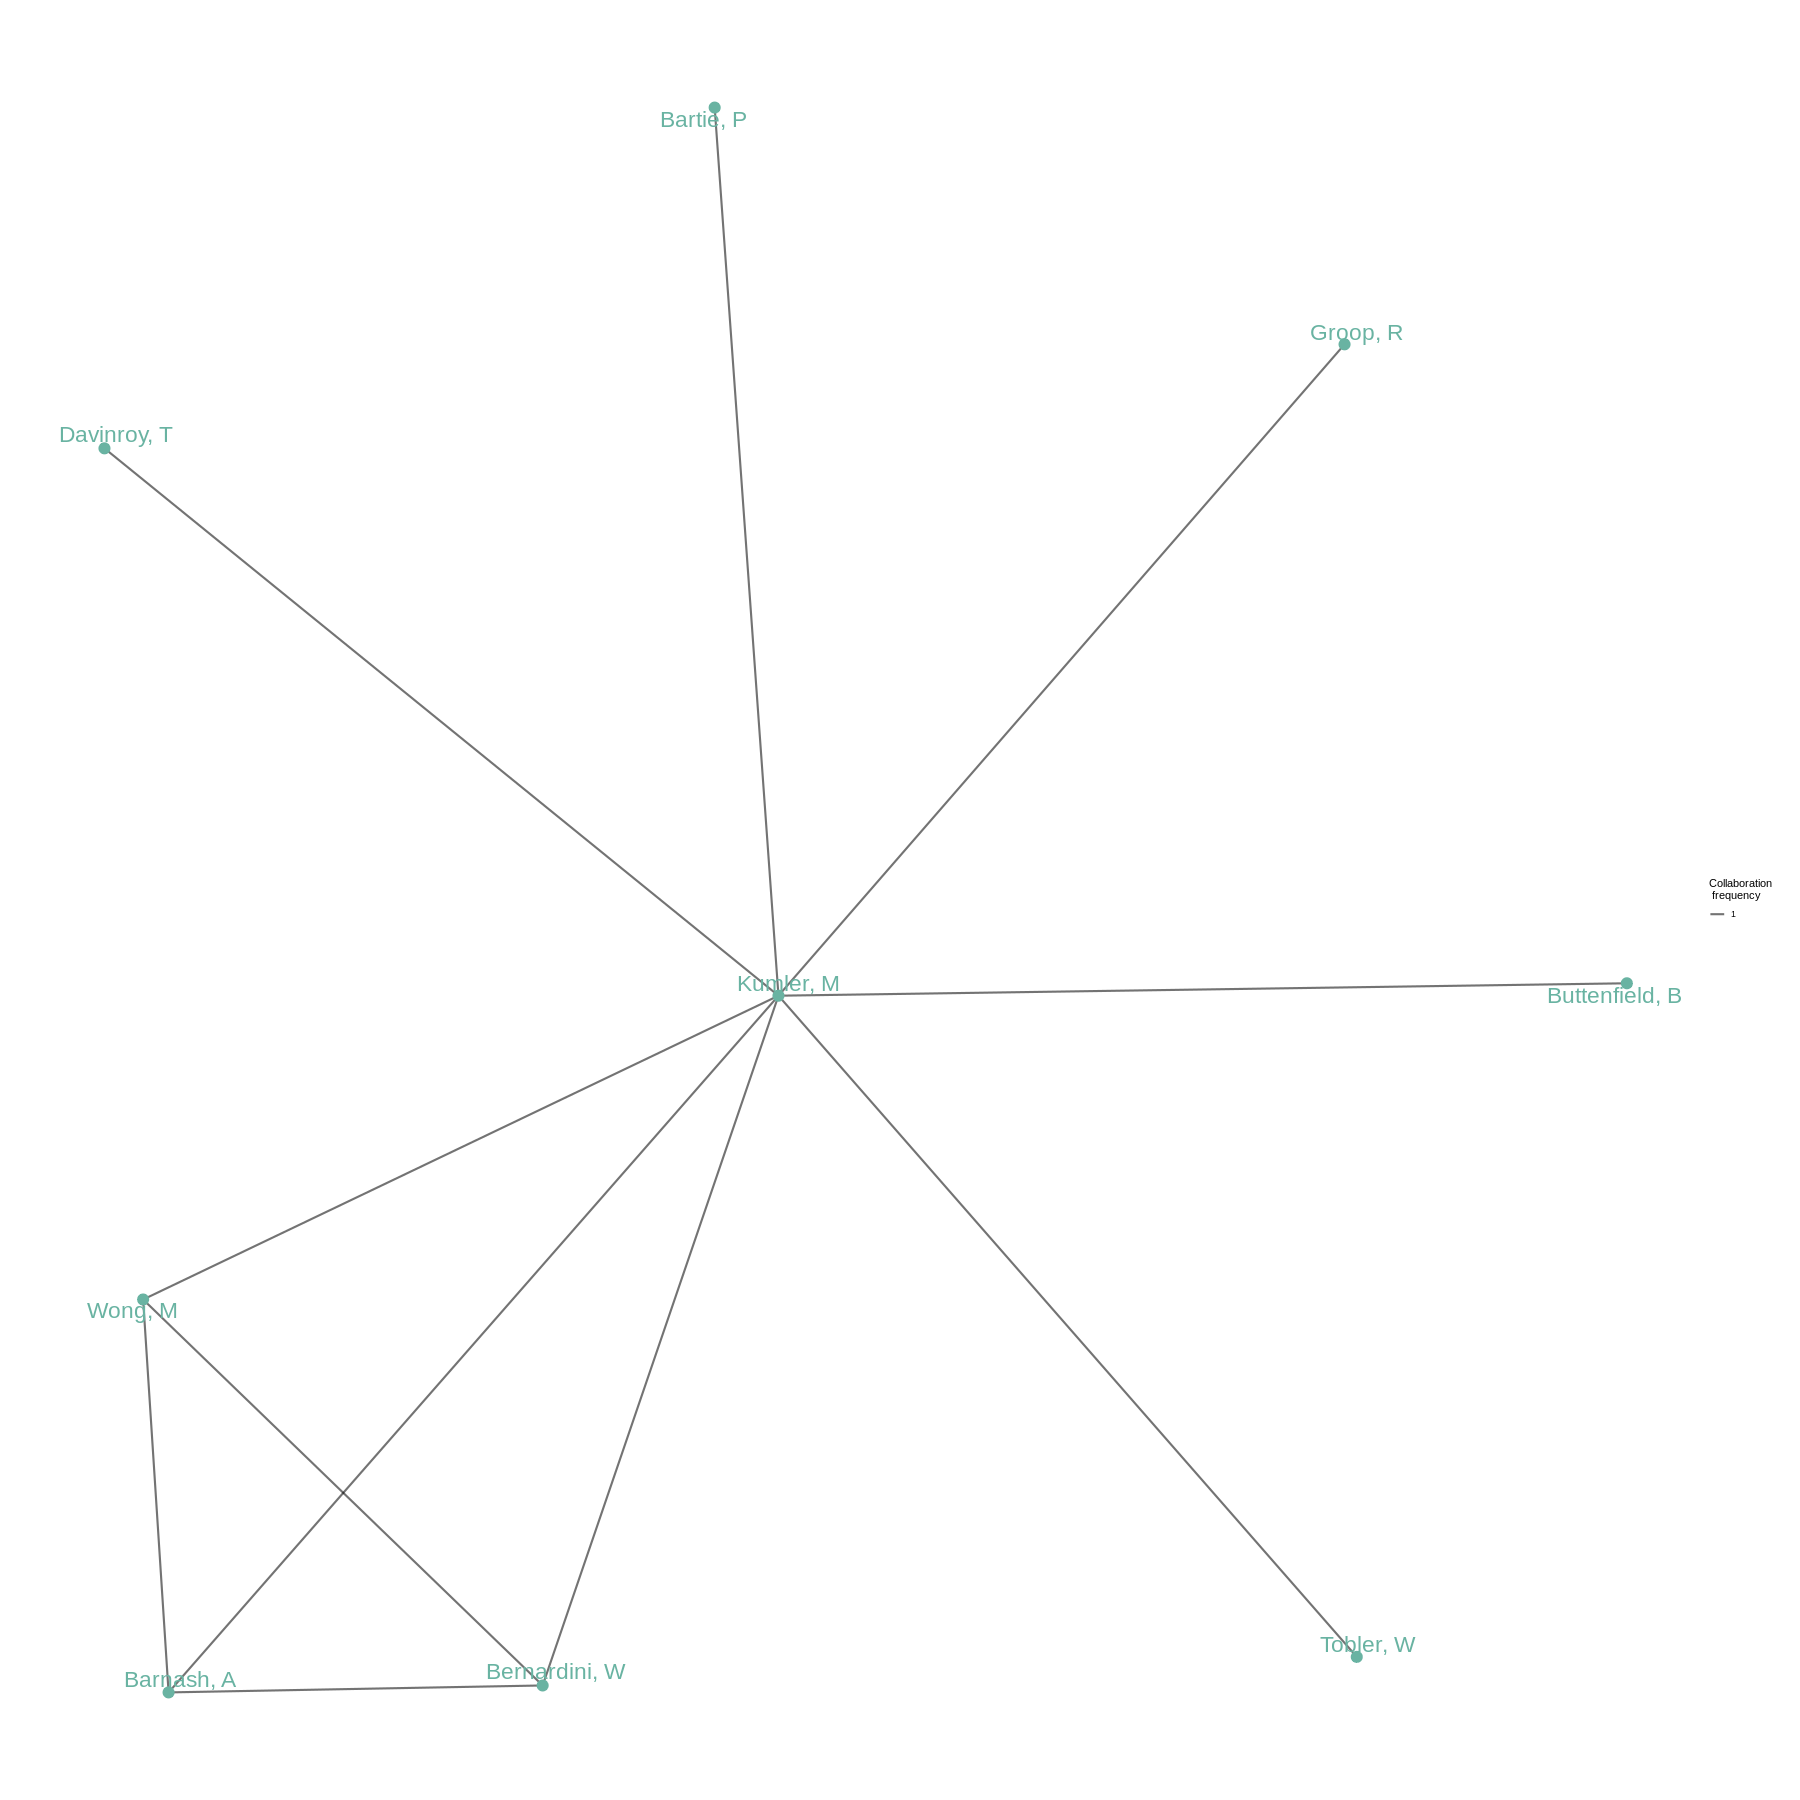 Bartie, P
Groop, R
Davinroy, T
Collaboration
frequency
1
Kumler, M
Buttenfield, B
Wong, M
Tobler, W
Bernardini, W
Barnash, A